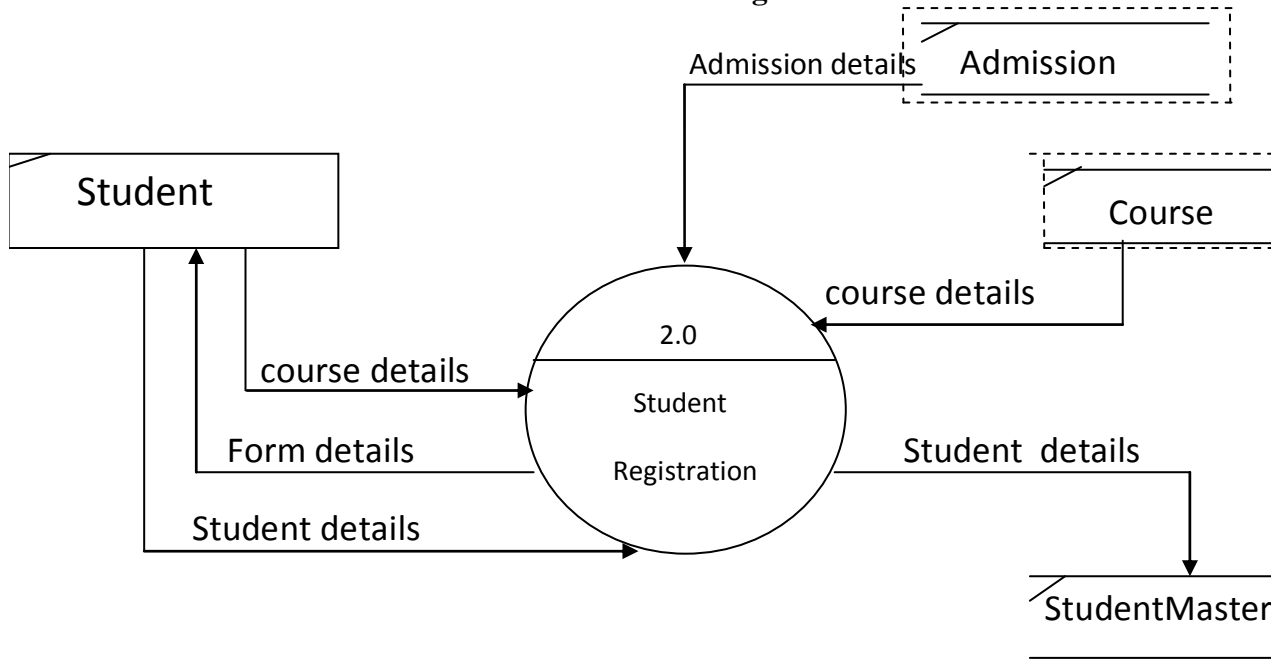 Admission details
Admission
Student
Course
course details
2.0
course details
Student
Form details
Registration
Student details
Student details
StudentMaster